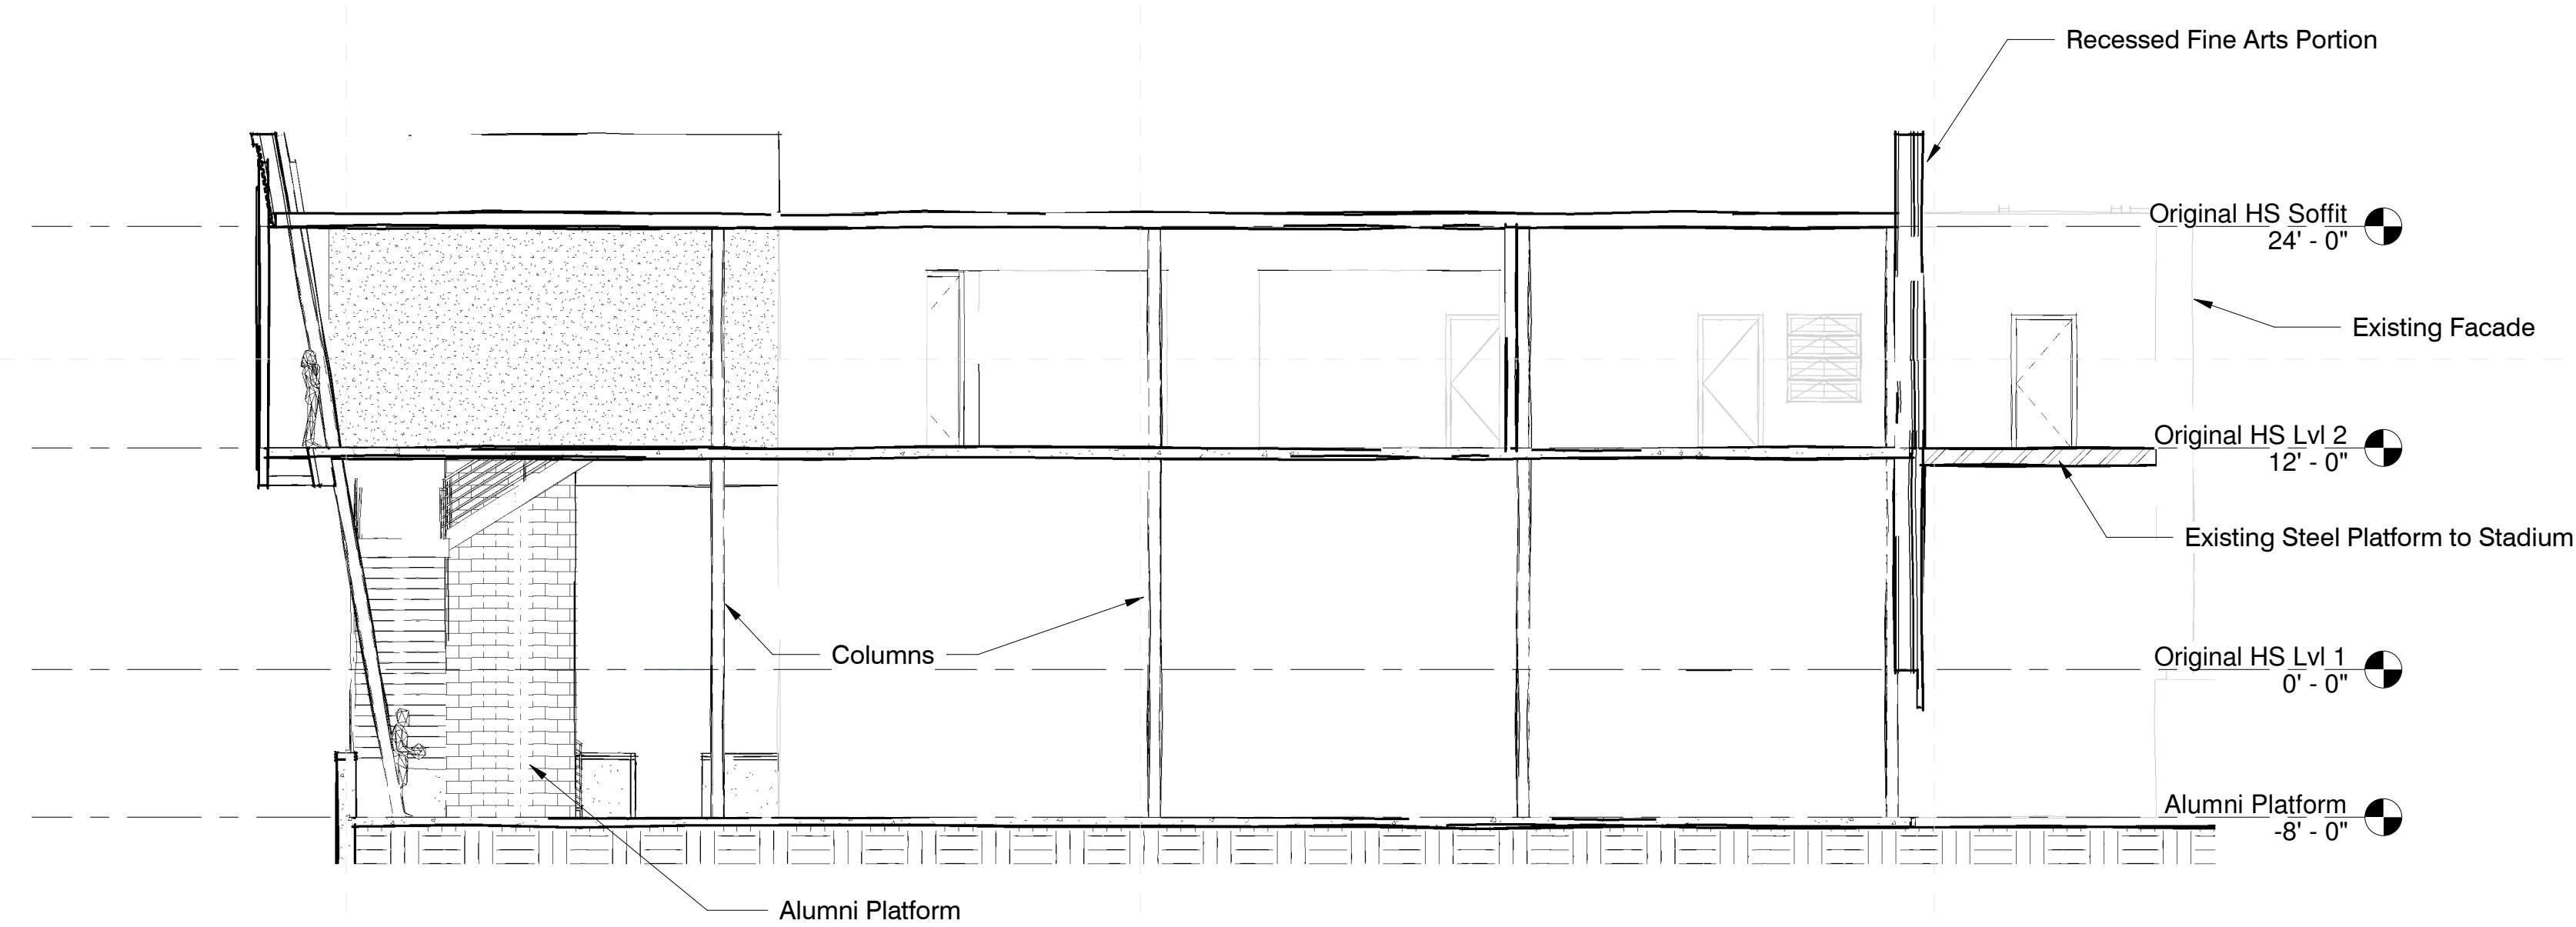 Recessed Fine Arts Portion
Original HS Soffit
24' - 0"
Existing Facade
Original HS Lvl 2
12' - 0"
Existing Steel Platform to Stadium
Columns
Original HS Lvl 1
0' - 0"
Alumni Platform
-8' - 0"
Alumni Platform